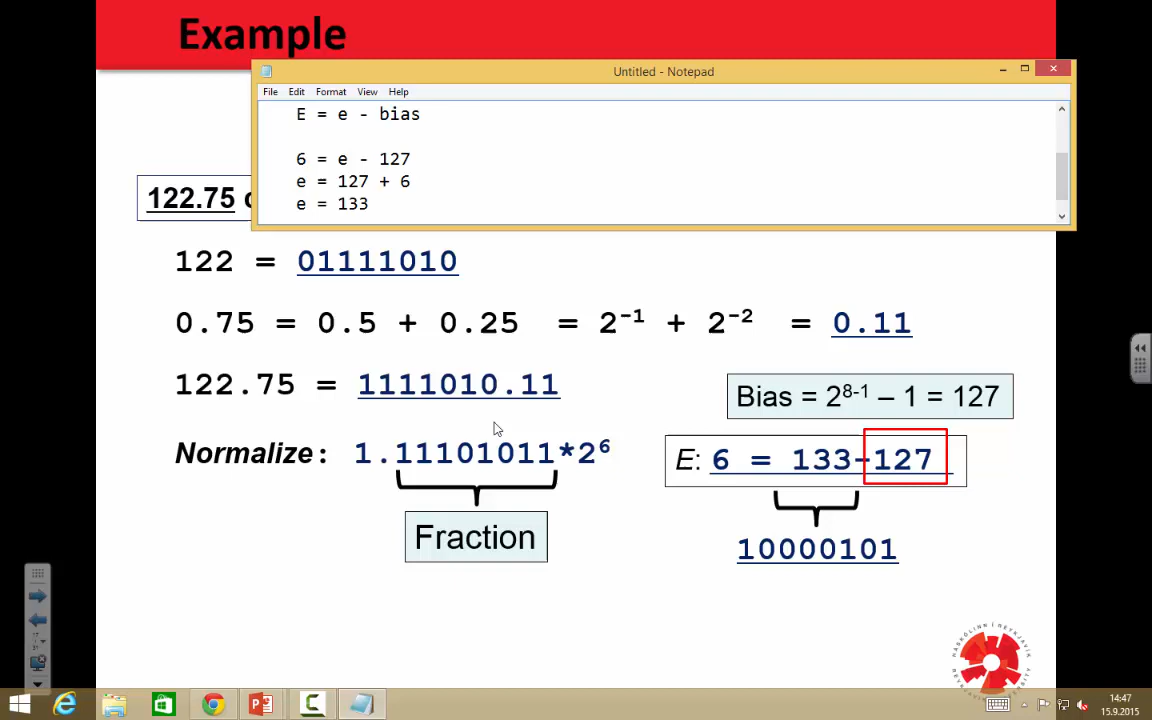 Example
Untitled - Notepad
File Edit Format View Help
E = e - bias
6 = e - 127
e = 127 + 6
e = 133
122.75
122 = 01111010
0.75 = 0.5 + 0.25 = 2⁻¹ + 2⁻² = 0.11
122.75 = 1111010.11
Bias = 2⁸⁻¹ – 1 = 127
Normalize: 1.11101011*2⁶
E: 6 = 133-127
Fraction
10000101
HÁSKÓLINN Í REYKJAVÍK
14:47
15.9.2015